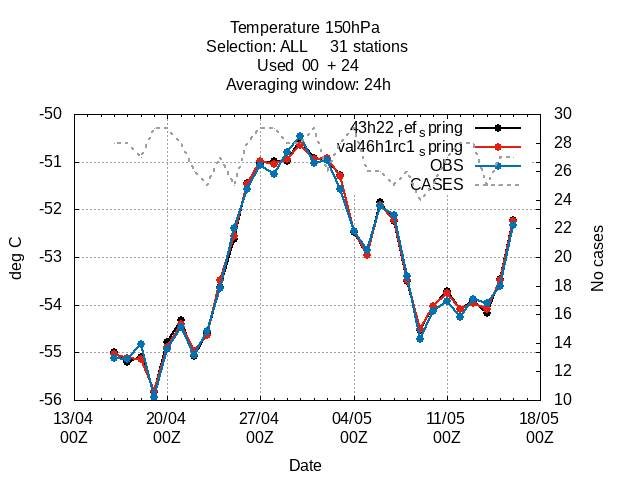 Temperature 150hPa
Selection: ALL 31 stations
Used 00 + 24
Averaging window: 24h
43h22 ref spring
val46h1rc1 spring
OBS
CASES
-50
-51
-52
-53
-54
-55
-56
deg C
30
28
26
24
22
20
18
16
14
12
10
No cases
13/04 20/04 27/04 04/05 11/05 18/05
00Z 00Z 00Z 00Z 00Z 00Z
Date